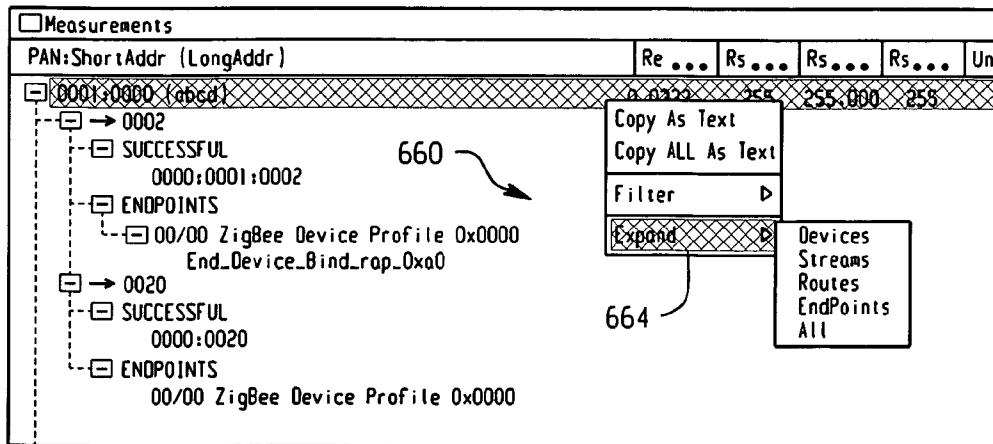 Measurements
PAN:ShortAddr (LongAddr) Re... Rs... Rs... Rs... Un
0001:0000 (abcd) 255 255.000 255
→ 0002
SUCCESSFUL
0000:0001:0002
ENDPOINTS
00/00 ZigBee Device Profile 0x0000
End_Device_Bind_rsp_0xa0
→ 0020
SUCCESSFUL
0000:0020
ENDPOINTS
00/00 ZigBee Device Profile 0x0000
660
Copy As Text
Copy ALL As Text
Filter
Expand
664
Devices
Streams
Routes
EndPoints
All